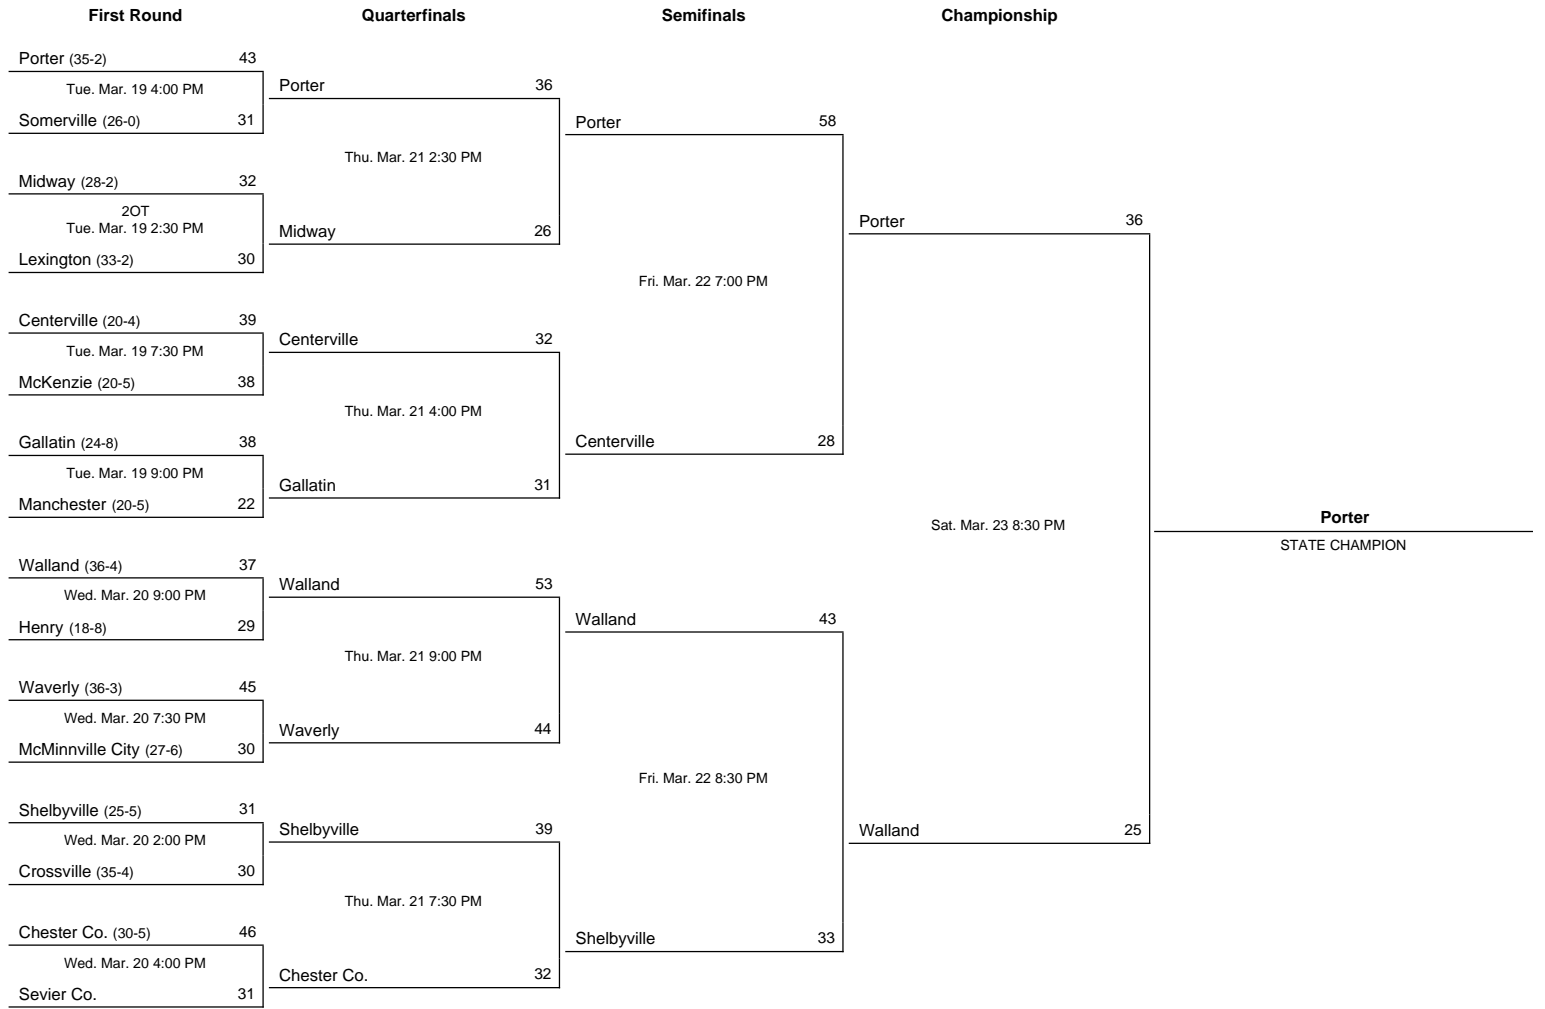 First Round
Quarterfinals
Semifinals
Championship
Porter (35-2) 43
Tue. Mar. 19 4:00 PM
Somerville (26-0) 31
Midway (28-2) 32
2OT
Tue. Mar. 19 2:30 PM
Lexington (33-2) 30
Centerville (20-4) 39
Tue. Mar. 19 7:30 PM
McKenzie (20-5) 38
Gallatin (24-8) 38
Tue. Mar. 19 9:00 PM
Manchester (20-5) 22
Walland (36-4) 37
Wed. Mar. 20 9:00 PM
Henry (18-8) 29
Waverly (36-3) 45
Wed. Mar. 20 7:30 PM
McMinnville City (27-6) 30
Shelbyville (25-5) 31
Wed. Mar. 20 2:00 PM
Crossville (35-4) 30
Chester Co. (30-5) 46
Wed. Mar. 20 4:00 PM
Sevier Co. 31
Porter 36
Thu. Mar. 21 2:30 PM
Midway 26
Centerville 32
Thu. Mar. 21 4:00 PM
Gallatin 31
Walland 53
Thu. Mar. 21 9:00 PM
Waverly 44
Shelbyville 39
Thu. Mar. 21 7:30 PM
Chester Co. 32
Porter 58
Fri. Mar. 22 7:00 PM
Centerville 28
Walland 43
Fri. Mar. 22 8:30 PM
Shelbyville 33
Porter 36
Sat. Mar. 23 8:30 PM
Walland 25
Porter
STATE CHAMPION